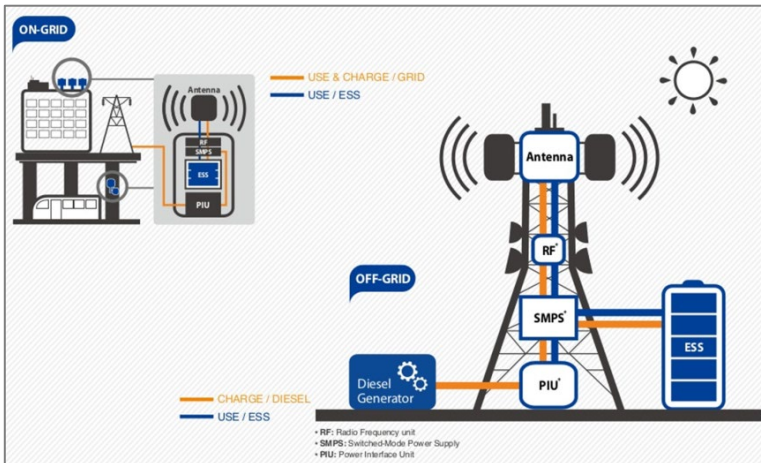 ON-GRID
Antenna
RF
SMPS
ESS
PIU
USE & CHARGE / GRID
USE / ESS
Antenna
RF*
SMPS*
PIU*
ESS
OFF-GRID
Diesel
Generator
CHARGE / DIESEL
USE / ESS
• RF: Radio Frequency unit
• SMPS: Switched-Mode Power Supply
• PIU: Power Interface Unit